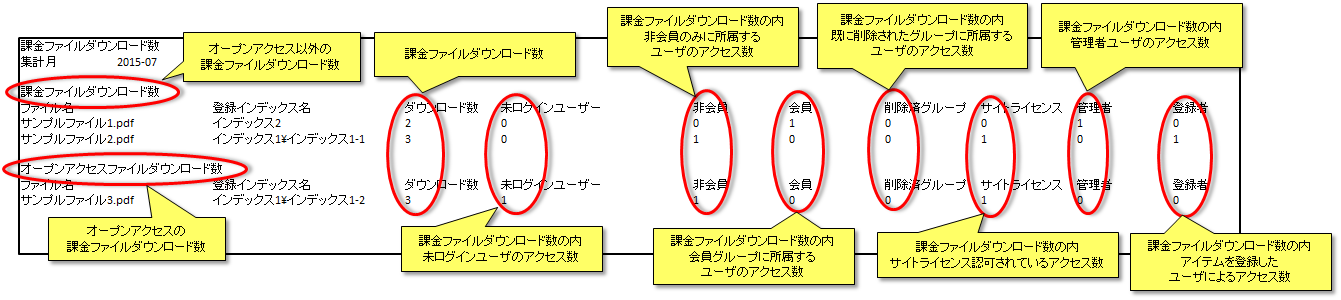 課金ファイルダウンロード数の内
非会員のみに所属する
ユーザのアクセス数
課金ファイルダウンロード数の内
既に削除されたグループに所属する
ユーザのアクセス数
課金ファイルダウンロード数の内
管理者ユーザのアクセス数
オープンアクセス以外の
課金ファイルダウンロード数
課金ファイルダウンロード数
課金ファイルダウンロード数
集計月 2015-07
課金ファイルダウンロード数
ファイル名 登録インデックス名 ダウンロード数 未ログインユーザー 非会員 会員 削除済グループ サイトライセンス 管理者 登録者
サンプルファイル1.pdf インデックス2 2 0 0 1 0 0 1 0
サンプルファイル2.pdf インデックス1¥インデックス1-1 3 0 1 0 0 1 0 1
オープンアクセスファイルダウンロード数
ファイル名 登録インデックス名 ダウンロード数 未ログインユーザー 非会員 会員 削除済グループ サイトライセンス 管理者 登録者
サンプルファイル3.pdf インデックス1¥インデックス1-2 3 1 1 0 0 1 0 0
オープンアクセスの
課金ファイルダウンロード数
課金ファイルダウンロード数の内
未ログインユーザのアクセス数
課金ファイルダウンロード数の内
会員グループに所属する
ユーザのアクセス数
課金ファイルダウンロード数の内
サイトライセンス認可されているアクセス数
課金ファイルダウンロード数の内
アイテムを登録した
ユーザによるアクセス数